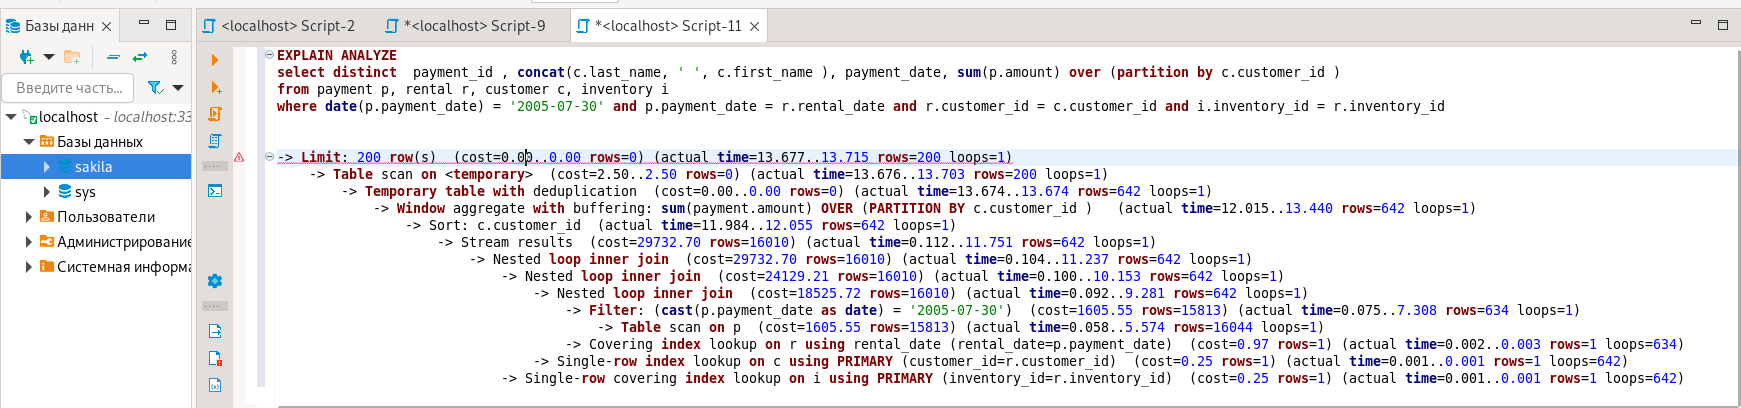 Базы данн
<localhost> Script-2
*<localhost> Script-9
*<localhost> Script-11
Введите часть...
localhost - localhost:33
Базы данных
sakila
sys
Пользователи
Администрирование
Системная информа
EXPLAIN ANALYZE
select distinct  payment_id , concat(c.last_name, ' ', c.first_name ), payment_date, sum(p.amount) over (partition by c.customer_id )
from payment p, rental r, customer c, inventory i
where date(p.payment_date) = '2005-07-30' and p.payment_date = r.rental_date and r.customer_id = c.customer_id and i.inventory_id = r.inventory_id
-> Limit: 200 row(s)  (cost=0.00..0.00 rows=0) (actual time=13.677..13.715 rows=200 loops=1)
-> Table scan on <temporary>  (cost=2.50..2.50 rows=0) (actual time=13.676..13.703 rows=200 loops=1)
-> Temporary table with deduplication  (cost=0.00..0.00 rows=0) (actual time=13.674..13.674 rows=642 loops=1)
-> Window aggregate with buffering: sum(payment.amount) OVER (PARTITION BY c.customer_id )   (actual time=12.015..13.440 rows=642 loops=1)
-> Sort: c.customer_id  (actual time=11.984..12.055 rows=642 loops=1)
-> Stream results  (cost=29732.70 rows=16010) (actual time=0.112..11.751 rows=642 loops=1)
-> Nested loop inner join  (cost=29732.70 rows=16010) (actual time=0.104..11.237 rows=642 loops=1)
-> Nested loop inner join  (cost=24129.21 rows=16010) (actual time=0.100..10.153 rows=642 loops=1)
-> Nested loop inner join  (cost=18525.72 rows=16010) (actual time=0.092..9.281 rows=642 loops=1)
-> Filter: (cast(p.payment_date as date) = '2005-07-30')  (cost=1605.55 rows=15813) (actual time=0.075..7.308 rows=634 loops=1)
-> Table scan on p  (cost=1605.55 rows=15813) (actual time=0.058..5.574 rows=16044 loops=1)
-> Covering index lookup on r using rental_date (rental_date=p.payment_date)  (cost=0.97 rows=1) (actual time=0.002..0.003 rows=1 loops=634)
-> Single-row index lookup on c using PRIMARY (customer_id=r.customer_id)  (cost=0.25 rows=1) (actual time=0.001..0.001 rows=1 loops=642)
-> Single-row covering index lookup on i using PRIMARY (inventory_id=r.inventory_id)  (cost=0.25 rows=1) (actual time=0.001..0.001 rows=1 loops=642)